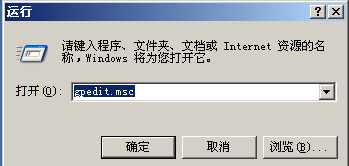 运行
请键入程序、文件夹、文档或 Internet 资源的名
称,Windows 将为您打开它。
打开(O): gpedit.msc
确定 取消 浏览(B)...